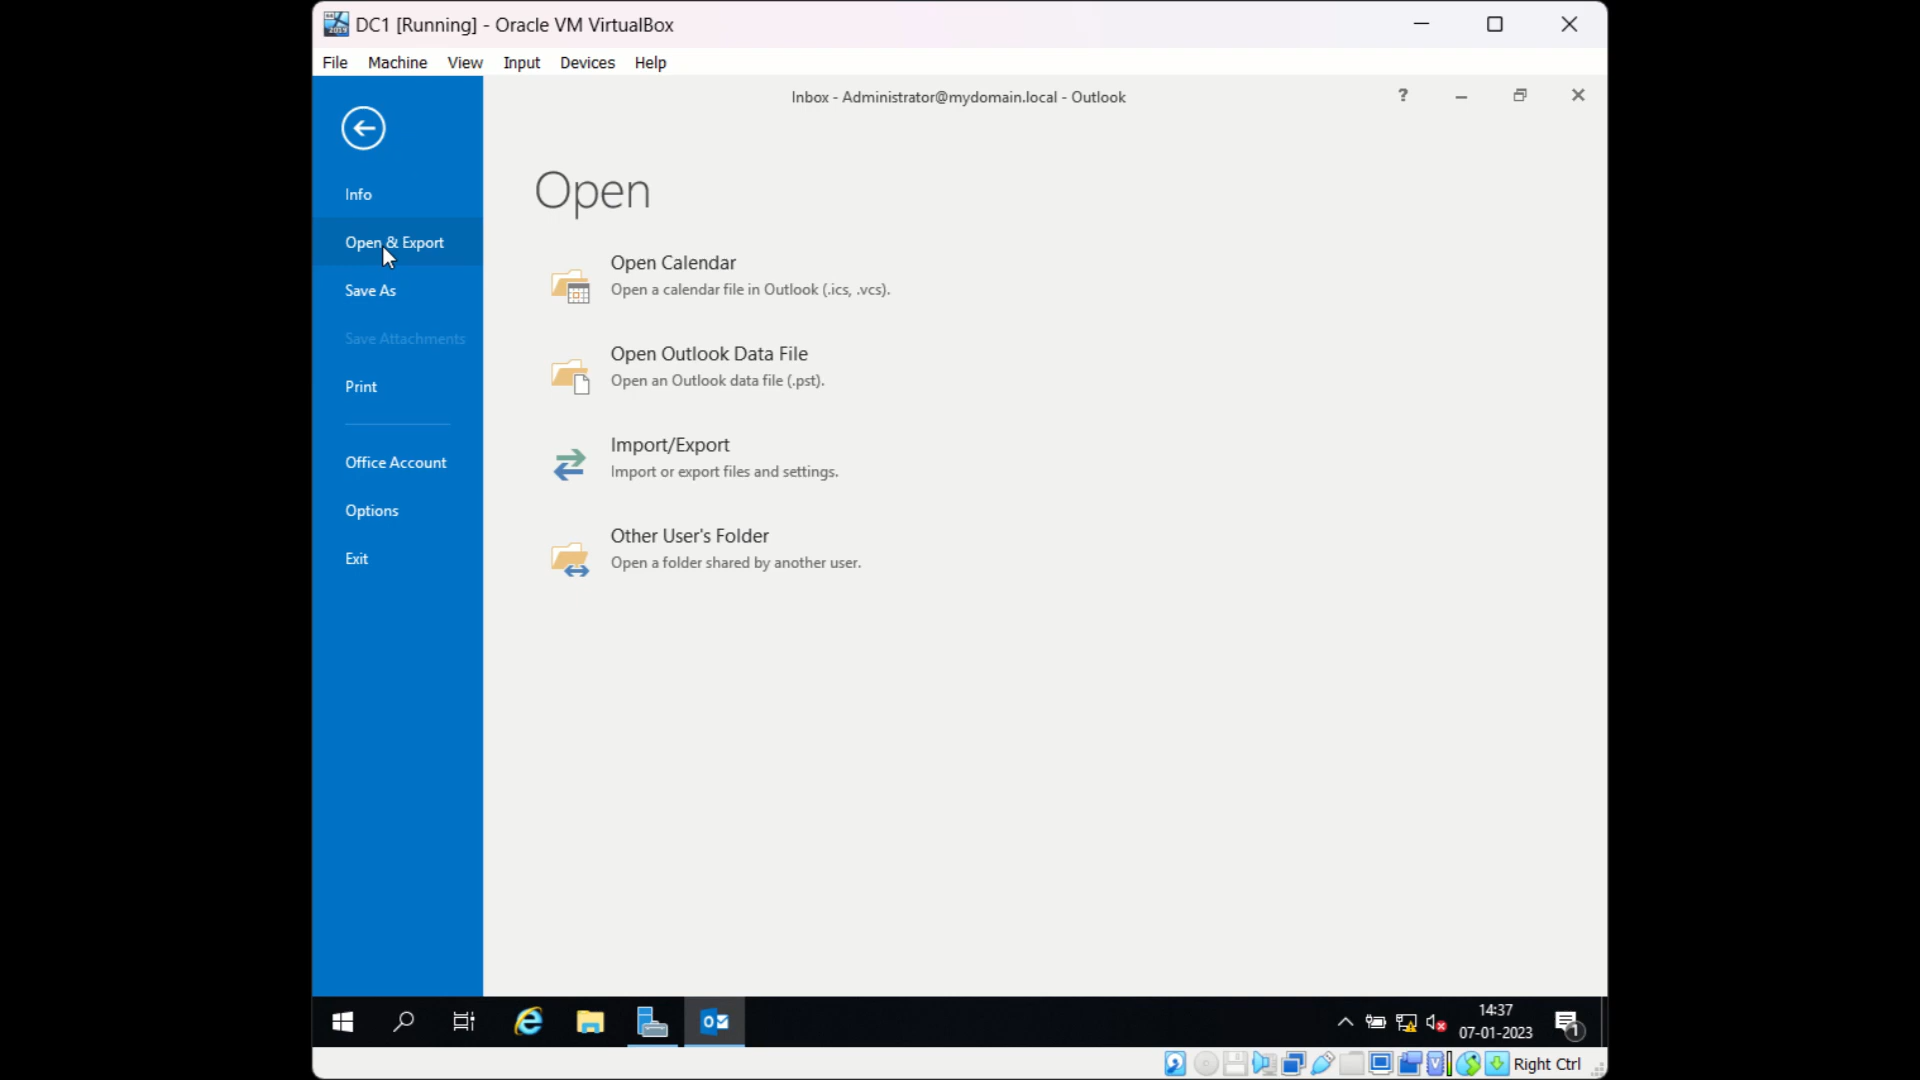 DC1 [Running] - Oracle VM VirtualBox
File Machine View Input Devices Help
Inbox - Administrator@mydomain.local - Outlook
?
Info
Open & Export
Save As
Save Attachments
Print
Office Account
Options
Exit
Open
Open Calendar
Open a calendar file in Outlook (.ics, .vcs).
Open Outlook Data File
Open an Outlook data file (.pst).
Import/Export
Import or export files and settings.
Other User's Folder
Open a folder shared by another user.
14:37
07-01-2023
1
Right Ctrl